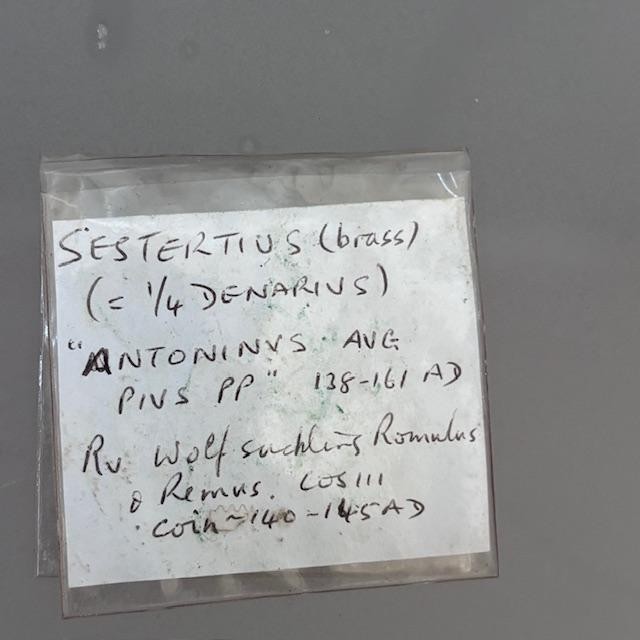 SESTERTIUS (brass)
(= 1/4 DENARIUS)
"ANTONINVS AVG
PIVS PP" 138-161 AD
Rv Wolf suckling Romulus
& Remus. COS III
coin ~ 140-145 AD